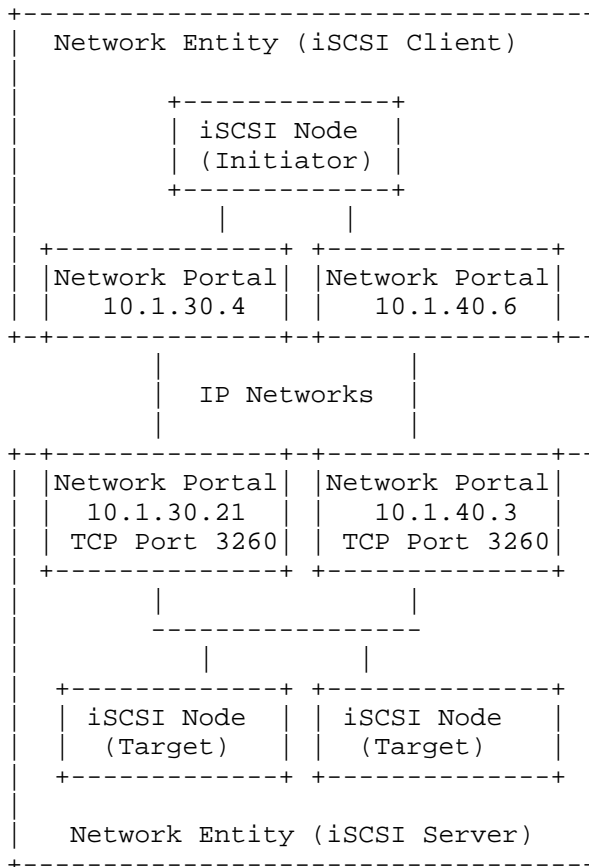 Network Entity (iSCSI Client)
iSCSI Node
(Initiator)
Network Portal Network Portal
10.1.30.4 10.1.40.6
IP Networks
Network Portal Network Portal
10.1.30.21 10.1.40.3
TCP Port 3260 TCP Port 3260
iSCSI Node iSCSI Node
(Target) (Target)
Network Entity (iSCSI Server)